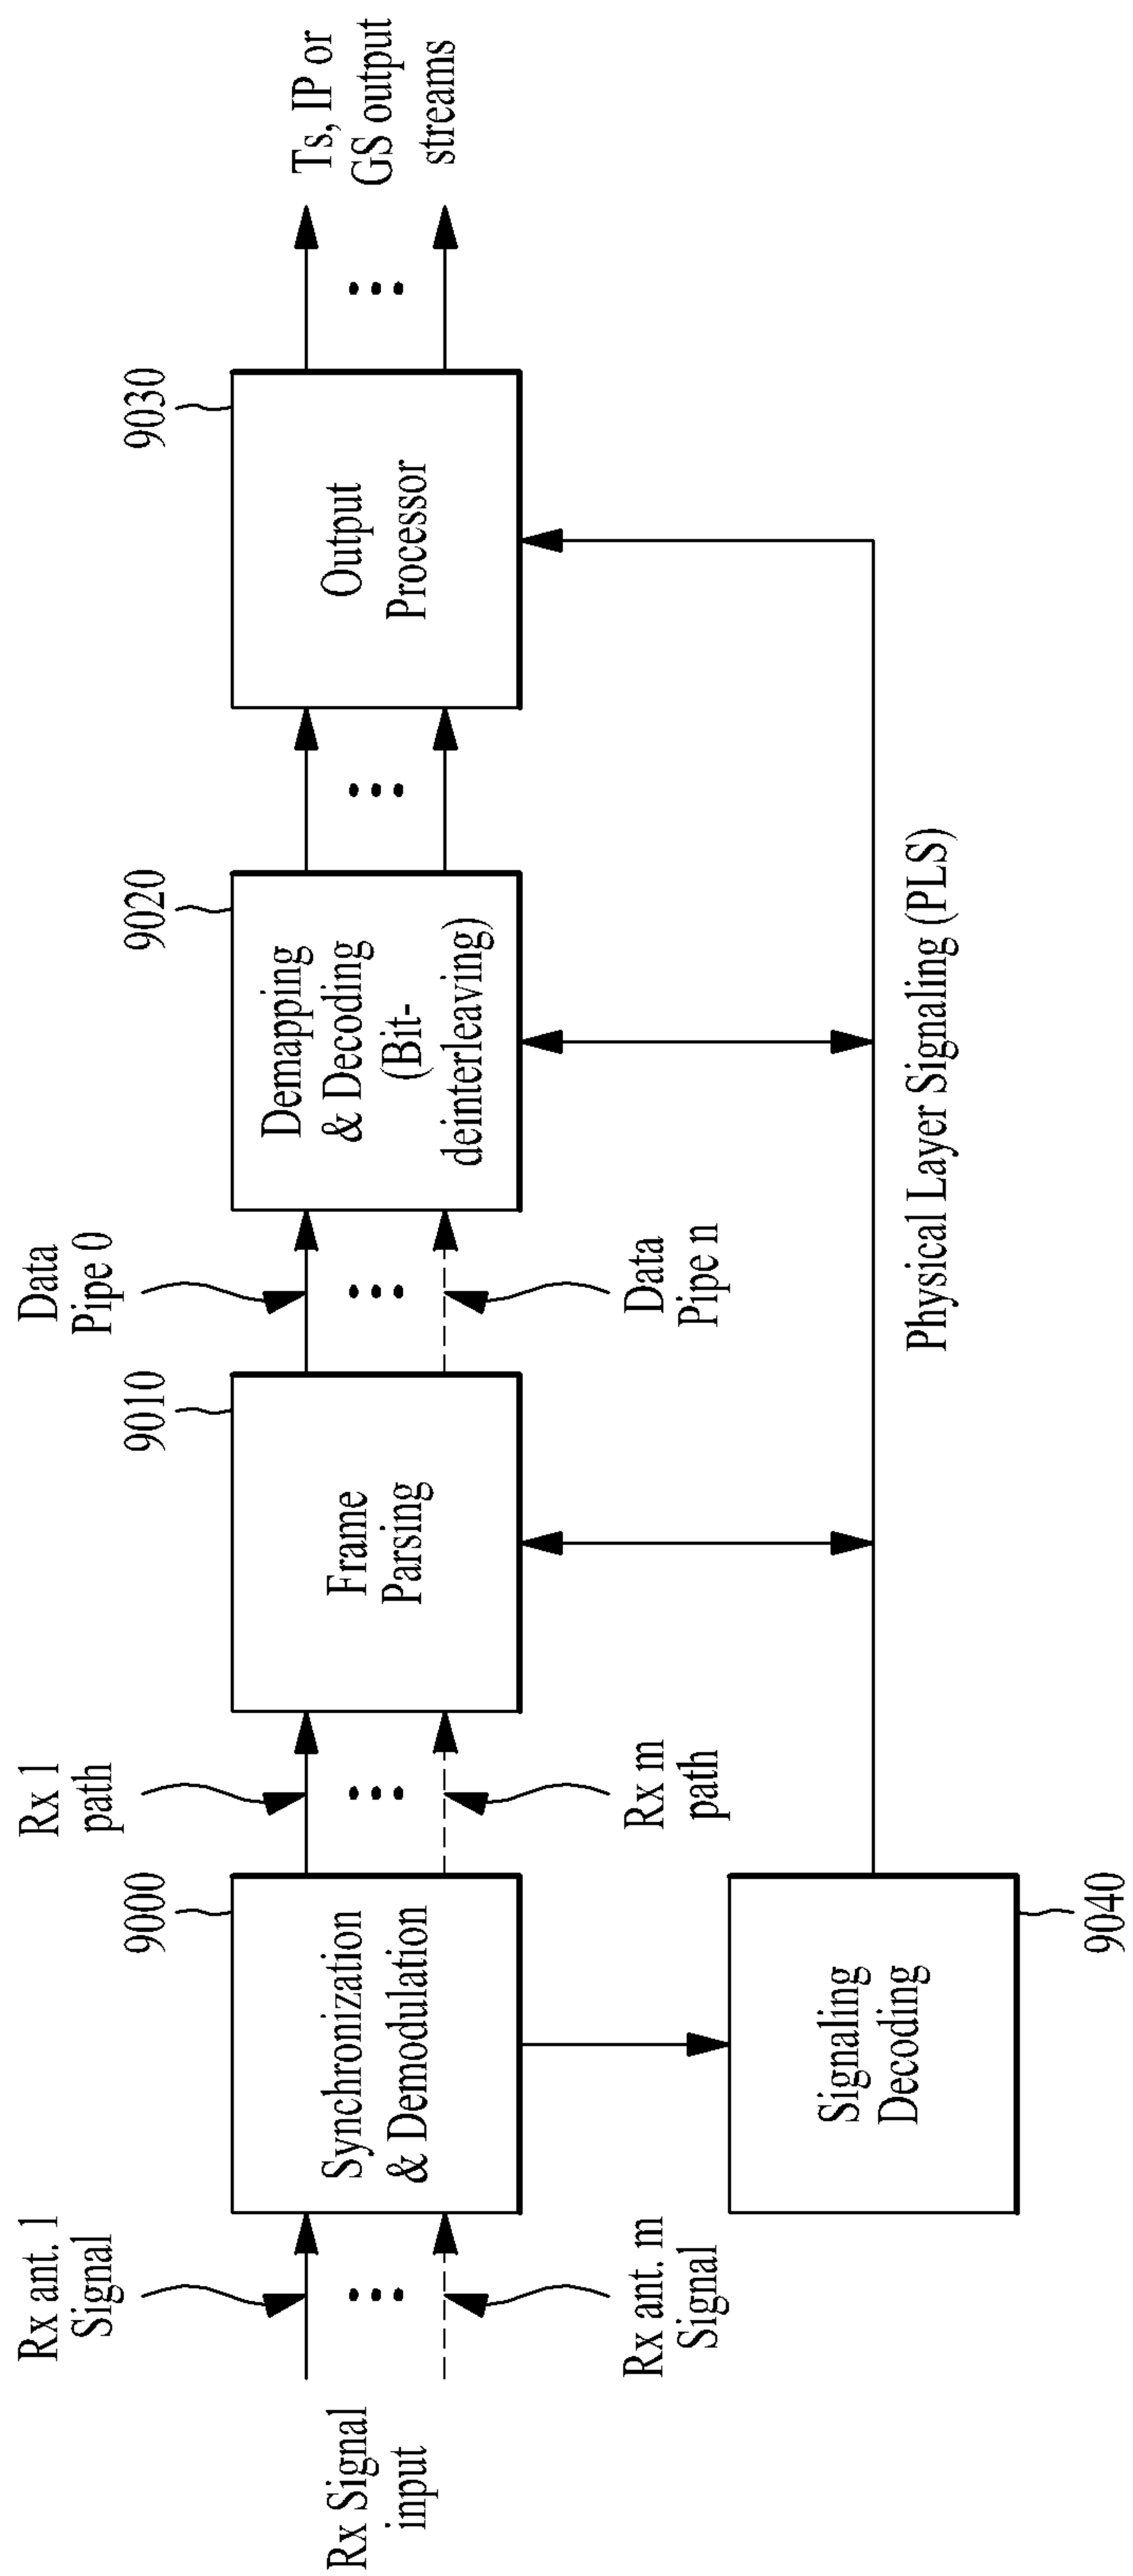 Rx Signal
input
Rx ant. 1
Signal
Rx ant. m
Signal
9000
Synchronization
& Demodulation
Rx 1
path
Rx m
path
9010
Frame
Parsing
Data
Pipe 0
Data
Pipe n
9020
Demapping
& Decoding
(Bit-
deinterleaving)
9030
Output
Processor
Ts, IP or
GS output
streams
Signaling
Decoding
9040
Physical Layer Signaling (PLS)